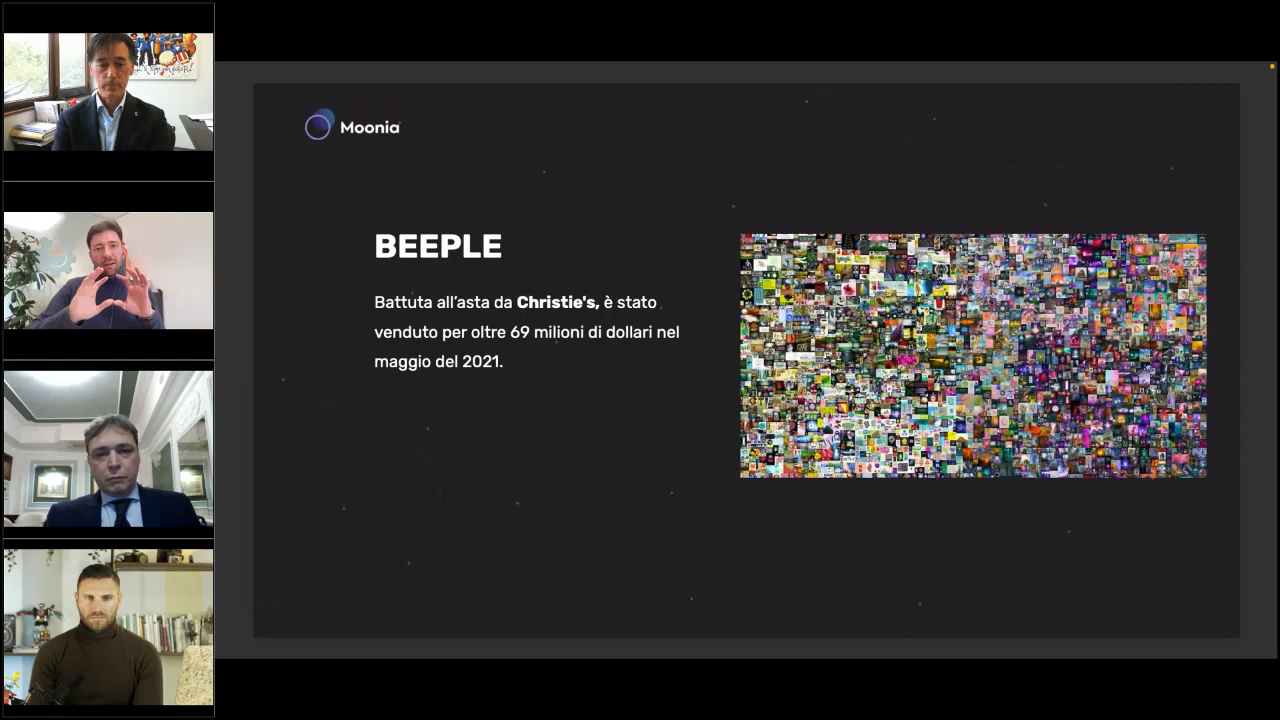 Moonia
BEEPLE
Battuta all’asta da Christie's, è stato
venduto per oltre 69 milioni di dollari nel
maggio del 2021.